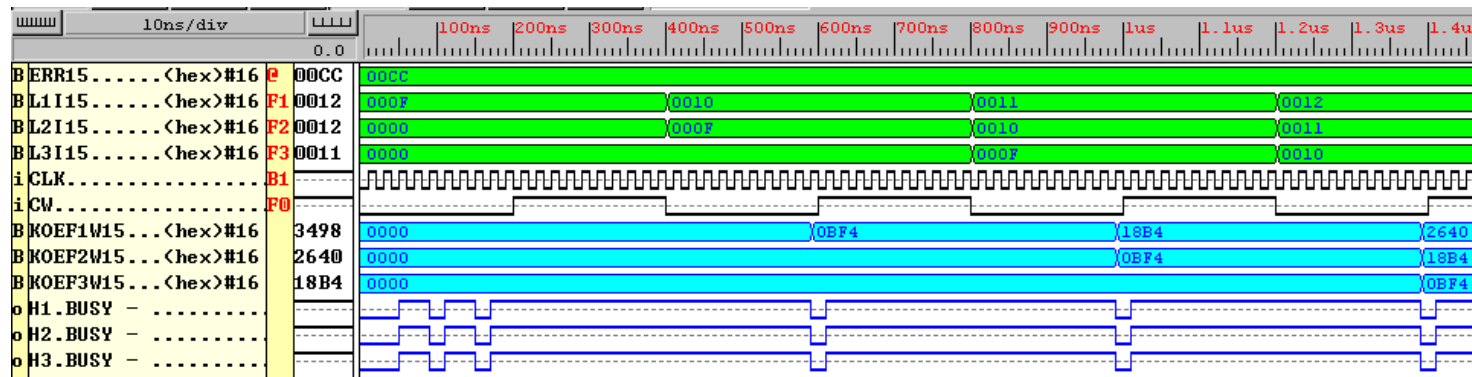 10ns/div 100ns 200ns 300ns 400ns 500ns 600ns 700ns 800ns 900ns 1us 1.1us 1.2us 1.3us 1.4u
0.0
B ERR15......(hex)#16 @ 00CC 00CC
B L1I15......(hex)#16 F1 0012 000F 0010 0011 0012
B L2I15......(hex)#16 F2 0012 0000 000F 0010 0011
B L3I15......(hex)#16 F3 0011 0000 000F 0010
i CLK................. B1
i CW.................. F0
B KOEF1W15...(hex)#16 3498 0000 0BF4 18B4 2640
B KOEF2W15...(hex)#16 2640 0000 0BF4 18B4
B KOEF3W15...(hex)#16 18B4 0000 0BF4
o H1.BUSY - .........
o H2.BUSY - .........
o H3.BUSY - .........